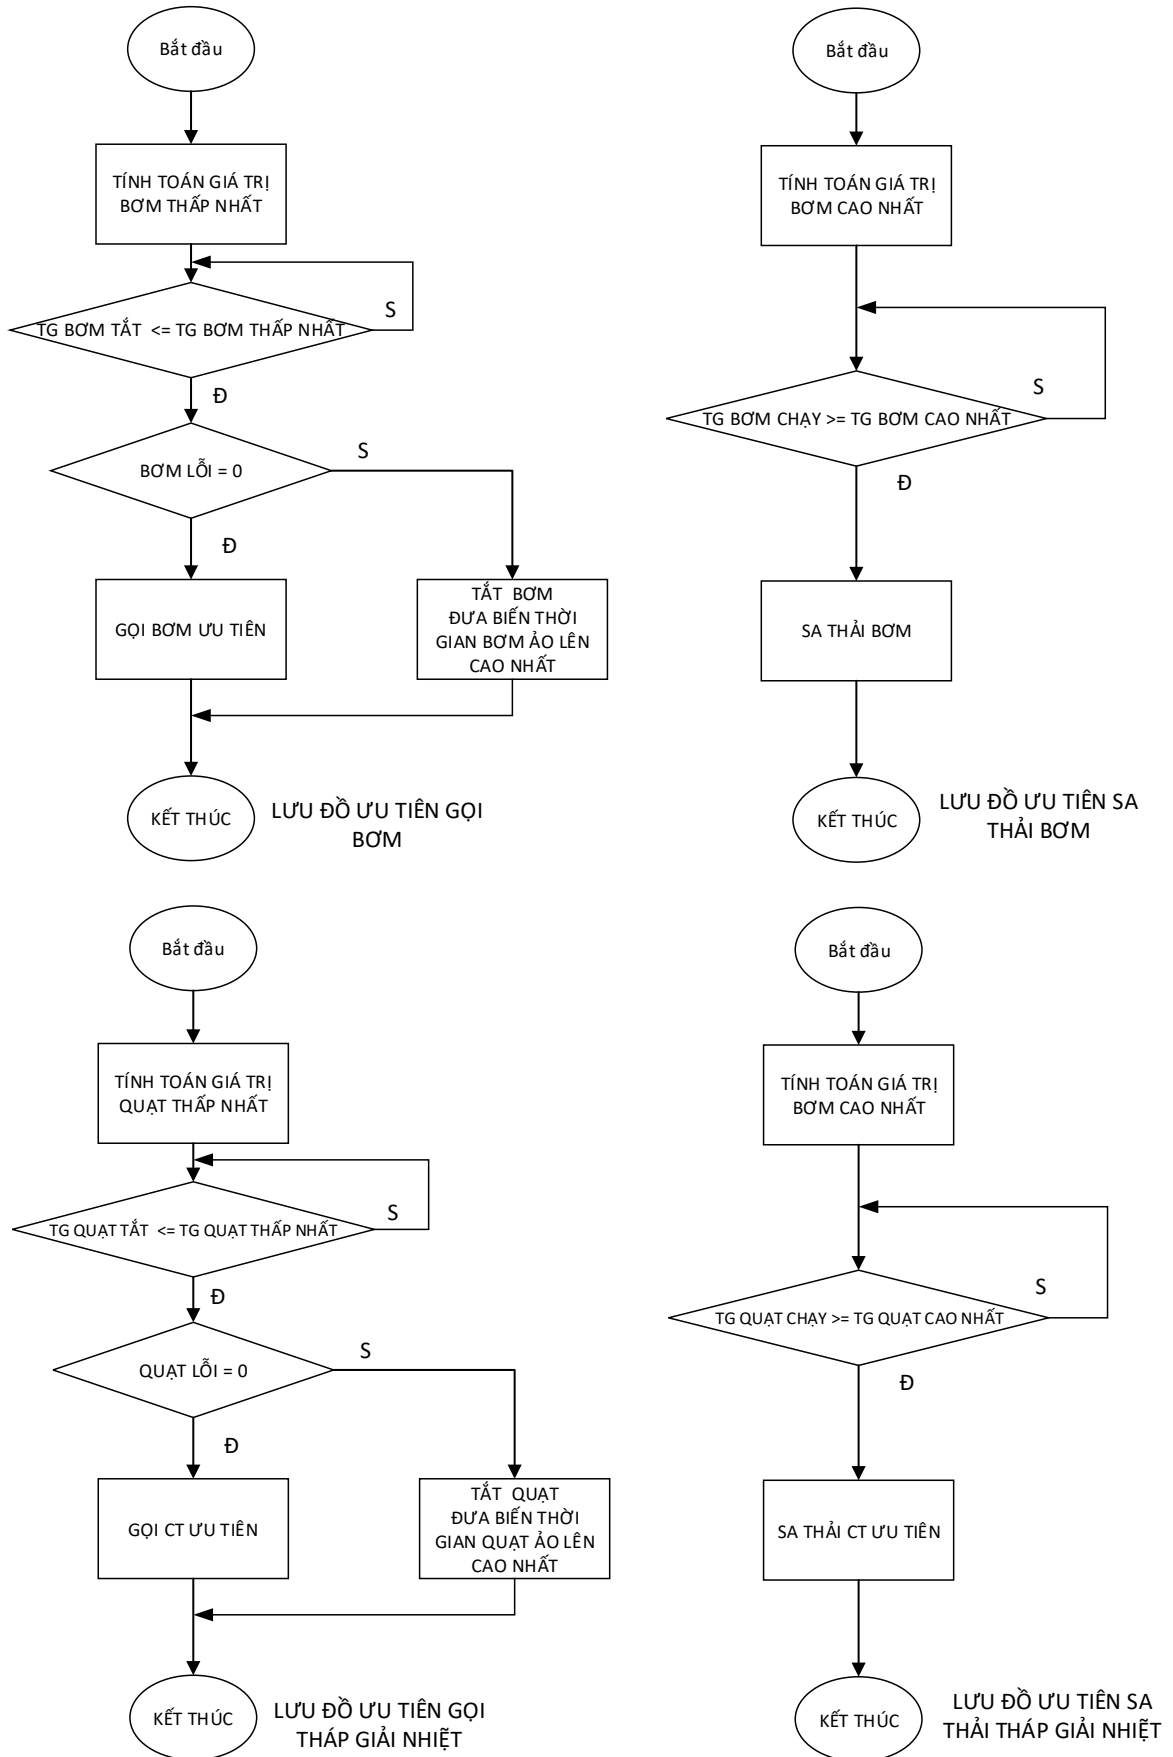 Bắt đầu
TÍNH TOÁN GIÁ TRỊ
BƠM THẤP NHẤT
TG BƠM TẮT <= TG BƠM THẤP NHẤT
S
Đ
BƠM LỖI = 0
S
Đ
GỌI BƠM ƯU TIÊN
TẮT BƠM
ĐƯA BIẾN THỜI
GIAN BƠM ẢO LÊN
CAO NHẤT
KẾT THÚC
LƯU ĐỒ ƯU TIÊN GỌI
BƠM
Bắt đầu
TÍNH TOÁN GIÁ TRỊ
BƠM CAO NHẤT
S
TG BƠM CHẠY >= TG BƠM CAO NHẤT
Đ
SA THẢI BƠM
KẾT THÚC
LƯU ĐỒ ƯU TIÊN SA
THẢI BƠM
Bắt đầu
TÍNH TOÁN GIÁ TRỊ
QUẠT THẤP NHẤT
TG QUẠT TẮT <= TG QUẠT THẤP NHẤT
S
Đ
QUẠT LỖI = 0
S
Đ
GỌI CT ƯU TIÊN
TẮT QUẠT
ĐƯA BIẾN THỜI
GIAN QUẠT ẢO LÊN
CAO NHẤT
KẾT THÚC
LƯU ĐỒ ƯU TIÊN GỌI
THÁP GIẢI NHIỆT
Bắt đầu
TÍNH TOÁN GIÁ TRỊ
BƠM CAO NHẤT
S
TG QUẠT CHẠY >= TG QUẠT CAO NHẤT
Đ
SA THẢI CT ƯU TIÊN
KẾT THÚC
LƯU ĐỒ ƯU TIÊN SA
THẢI THÁP GIẢI NHIỆT